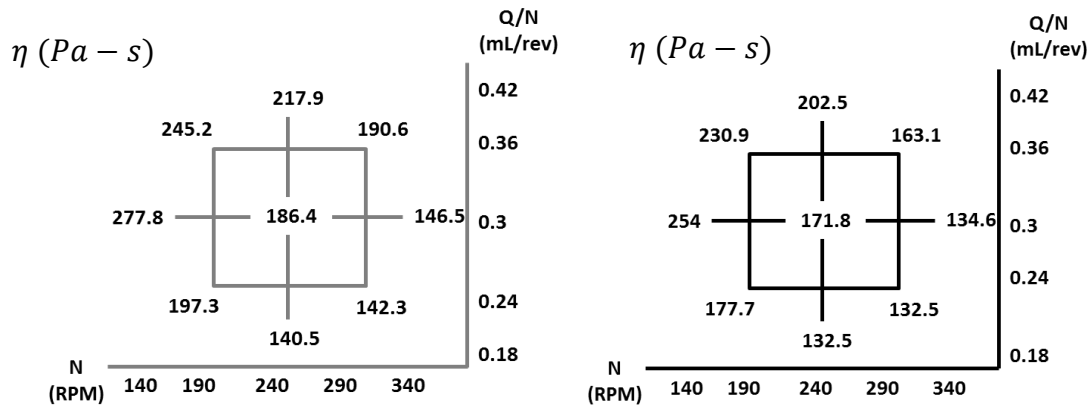 η (Pa − s)
Q/N
(mL/rev)
217.9
0.42
245.2
190.6
0.36
277.8
186.4
146.5
0.3
197.3
142.3
0.24
140.5
0.18
N
(RPM)
140 190 240 290 340
η (Pa − s)
Q/N
(mL/rev)
202.5
0.42
230.9
163.1
0.36
254
171.8
134.6
0.3
177.7
132.5
0.24
132.5
0.18
N
(RPM)
140 190 240 290 340